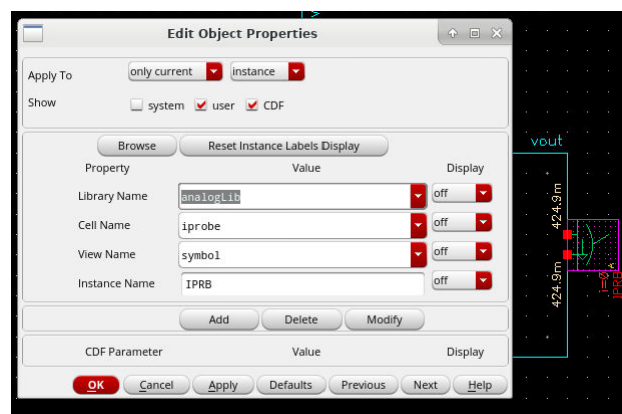 Edit Object Properties
Apply To only current instance
Show system user CDF
Browse Reset Instance Labels Display
Property Value Display
Library Name analogLib off
Cell Name iprobe off
View Name symbol off
Instance Name IPRB off
Add Delete Modify
CDF Parameter Value Display
OK Cancel Apply Defaults Previous Next Help
vout
424.9m
424.9m
i=0
IPRB